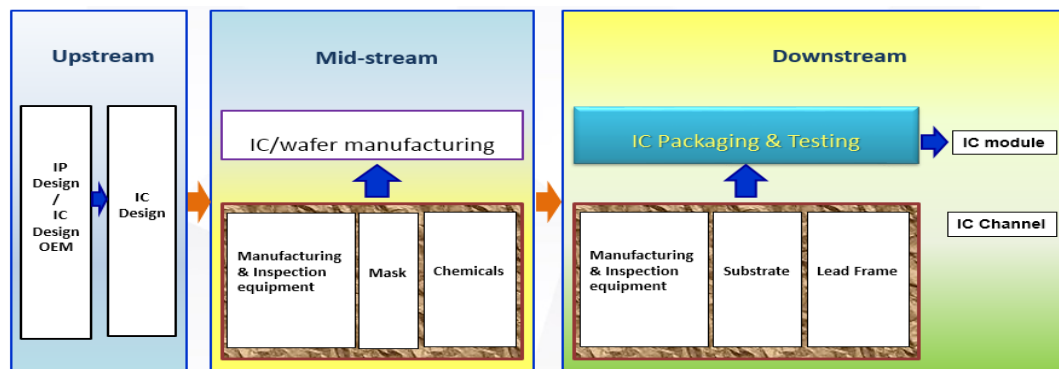 Upstream
Mid-stream
Downstream
IP
Design
/
IC
Design
OEM
IC
Design
IC/wafer manufacturing
Manufacturing
& Inspection
equipment
Mask
Chemicals
IC Packaging & Testing
IC module
IC Channel
Manufacturing
& Inspection
equipment
Substrate
Lead Frame